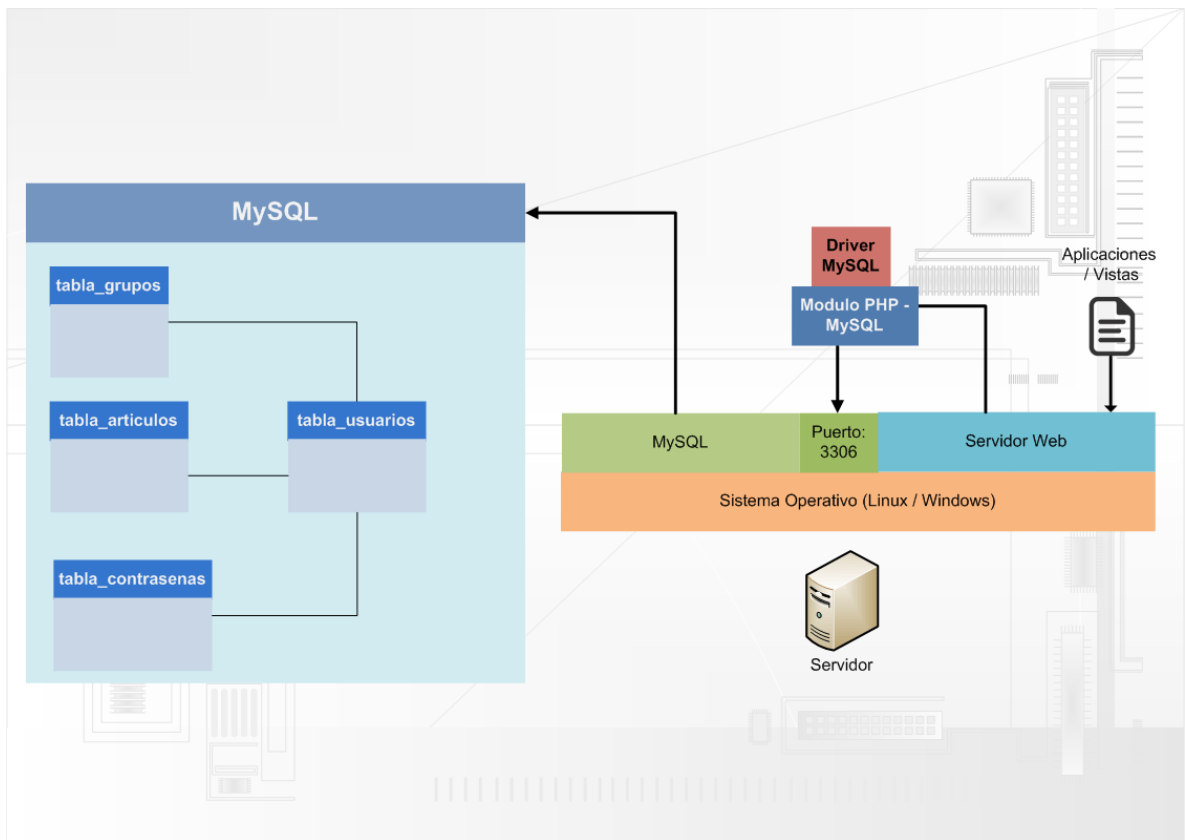 MySQL
tabla_grupos
tabla_articulos
tabla_usuarios
tabla_contrasenas
Driver
MySQL
Modulo PHP -
MySQL
Aplicaciones
/ Vistas
MySQL
Puerto:
3306
Servidor Web
Sistema Operativo (Linux / Windows)
Servidor